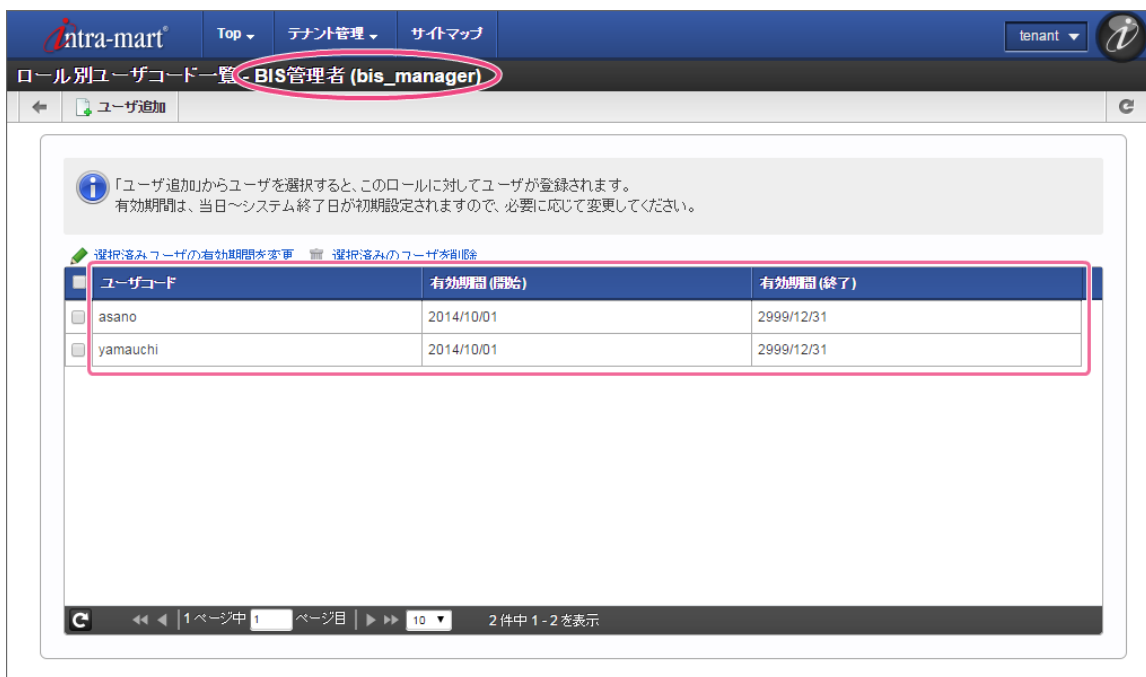 intra-mart® Top テナント管理 サイトマップ tenant
ロール別ユーザコード一覧 - BIS管理者 (bis_manager)
ユーザ追加
「ユーザ追加」からユーザを選択すると、このロールに対してユーザが登録されます。
有効期間は、当日～システム終了日が初期設定されますので、必要に応じて変更してください。
選択済みユーザの有効期間を変更 選択済みのユーザを削除
ユーザコード 有効期間(開始) 有効期間(終了)
asano 2014/10/01 2999/12/31
yamauchi 2014/10/01 2999/12/31
1ページ中 1 ページ目 10 2件中 1 - 2 を表示